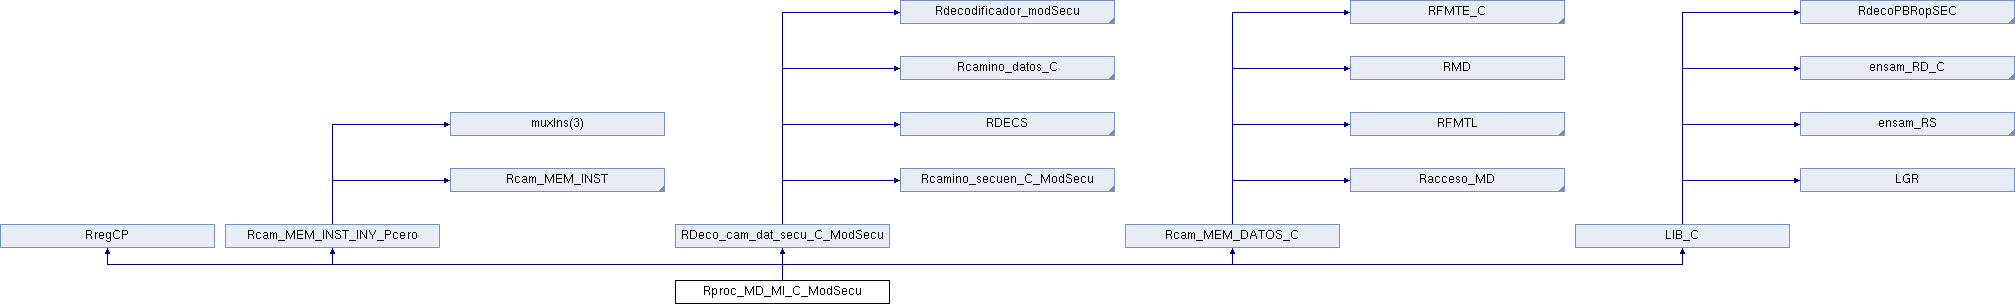 Rdecodificador_modSecu
RFMTE_C
RdecoPBRopSEC
Rcamino_datos_C
RMD
ensam_RD_C
muxIns(3)
RDECS
RFMTL
ensam_RS
Rcam_MEM_INST
Rcamino_secuen_C_ModSecu
Racceso_MD
LGR
RregCP
Rcam_MEM_INST_INY_Pcero
RDeco_cam_dat_secu_C_ModSecu
Rcam_MEM_DATOS_C
LIB_C
Rproc_MD_MI_C_ModSecu